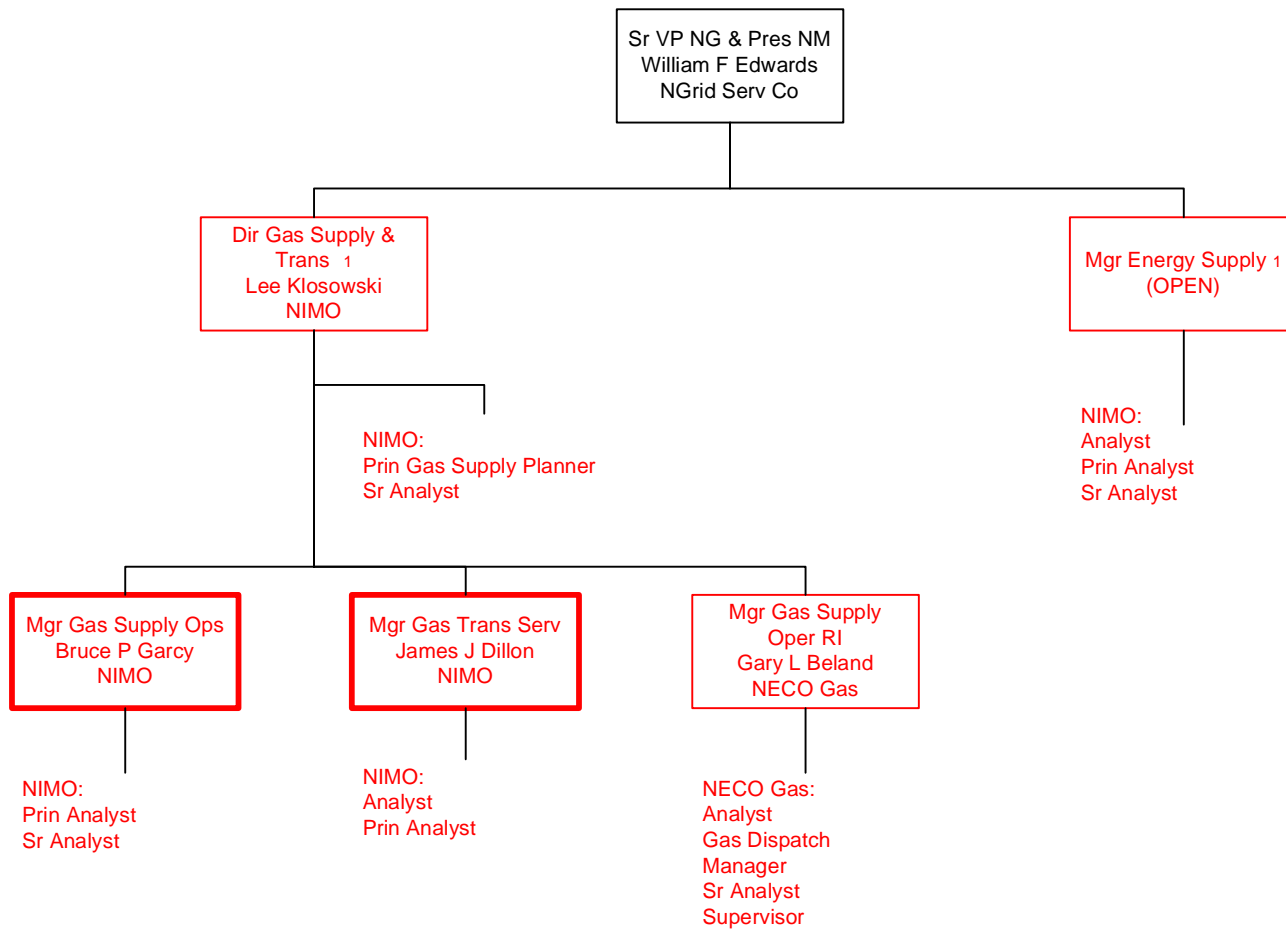 Sr VP NG & Pres NM
William F Edwards
NGrid Serv Co
Dir Gas Supply &
Trans 1
Lee Klosowski
NIMO
Mgr Energy Supply 1
(OPEN)
NIMO:
Prin Gas Supply Planner
Sr Analyst
NIMO:
Analyst
Prin Analyst
Sr Analyst
Mgr Gas Supply Ops
Bruce P Garcy
NIMO
Mgr Gas Trans Serv
James J Dillon
NIMO
Mgr Gas Supply
Oper RI
Gary L Beland
NECO Gas
NIMO:
Prin Analyst
Sr Analyst
NIMO:
Analyst
Prin Analyst
NECO Gas:
Analyst
Gas Dispatch
Manager
Sr Analyst
Supervisor